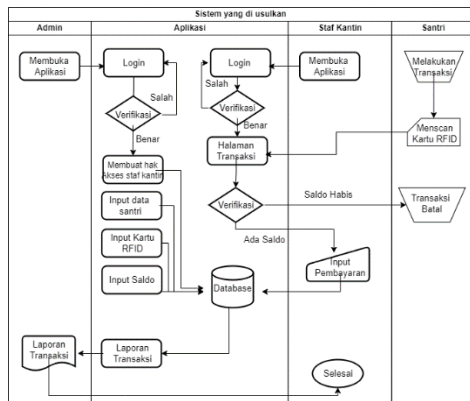 Sistem yang di usulkan
Admin
Aplikasi
Staf Kantin
Santri
Membuka
Aplikasi
Login
Login
Membuka
Aplikasi
Melakukan
Transaksi
Salah
Salah
Verifikasi
Verifikasi
Benar
Benar
Menscan
Kartu RFID
Halaman
Transaksi
Membuat hak
Akses staf kantin
Input data
santri
Verifikasi
Saldo Habis
Transaksi
Batal
Input Kartu
RFID
Ada Saldo
Input
Pembayaran
Input Saldo
Database
Laporan
Transaksi
Laporan
Transaksi
Selesai